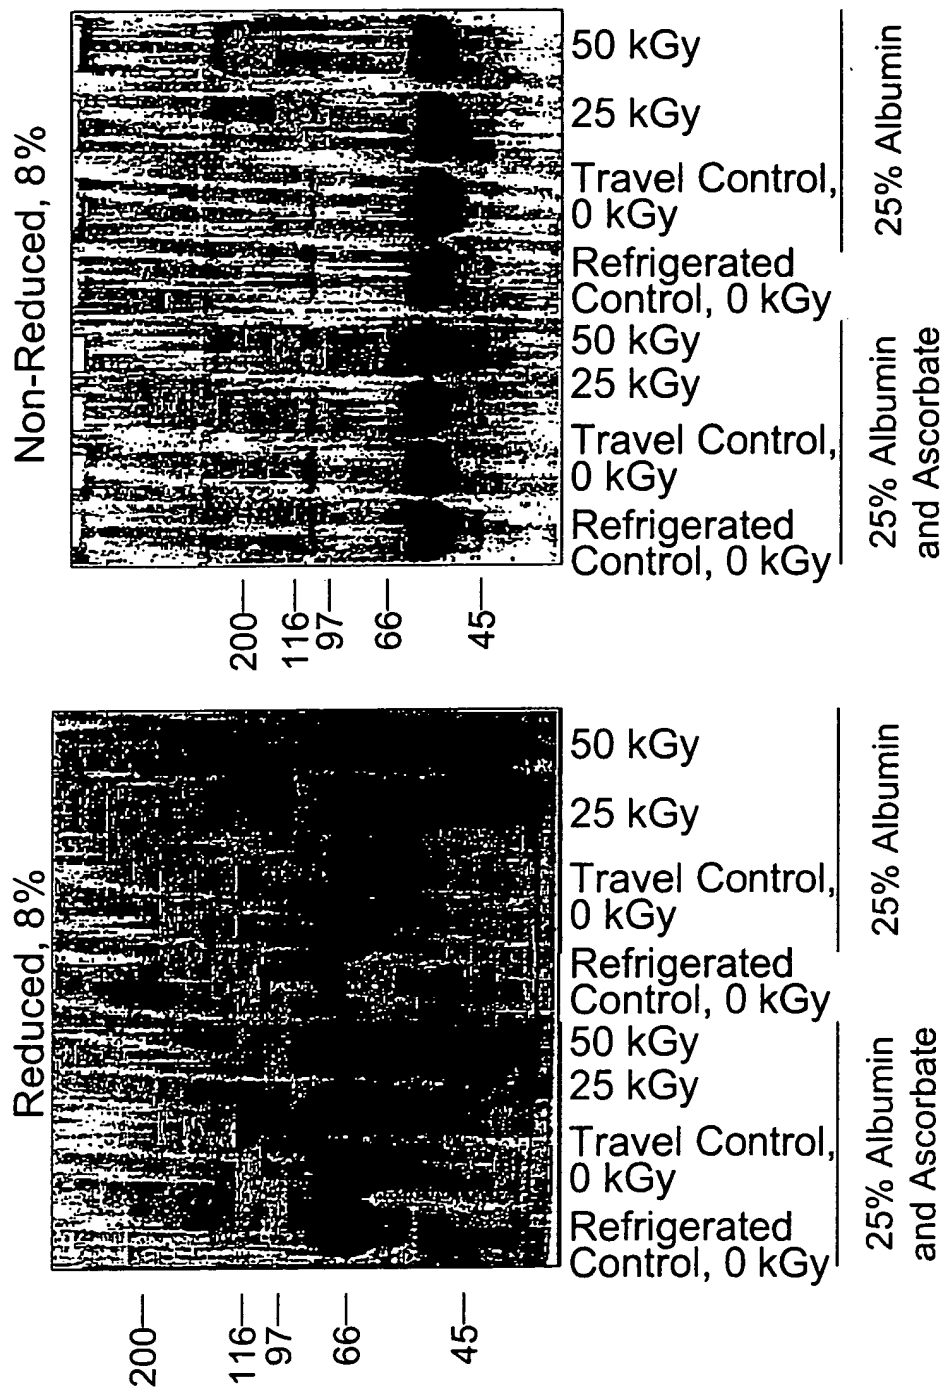 Non-Reduced, 8%
50 kGy
25 kGy
Travel Control,
0 kGy
Refrigerated
Control, 0 kGy
50 kGy
25 kGy
Travel Control,
0 kGy
Refrigerated
Control, 0 kGy
25% Albumin
25% Albumin
and Ascorbate
200
116
97
66
45
Reduced, 8%
50 kGy
25 kGy
Travel Control,
0 kGy
Refrigerated
Control, 0 kGy
50 kGy
25 kGy
Travel Control,
0 kGy
Refrigerated
Control, 0 kGy
25% Albumin
25% Albumin
and Ascorbate
200
116
97
66
45